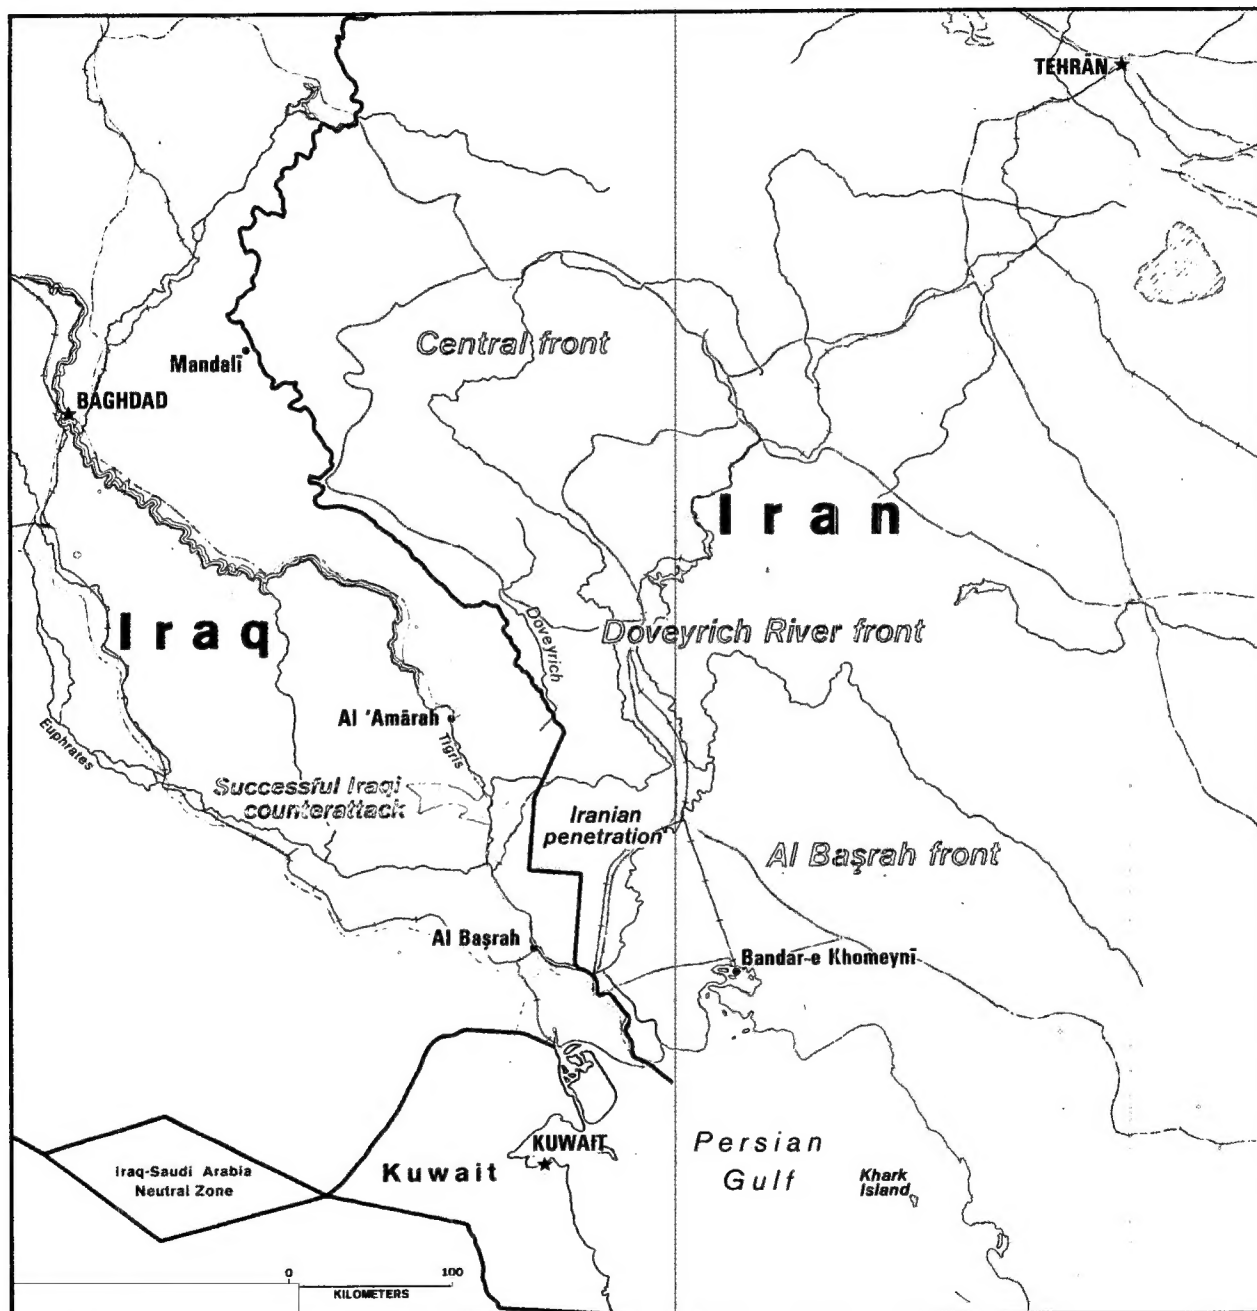 TEHRĀN
Central front
Mandalī
BAGHDAD
Iran
Iraq
Doveyrich
Doveyrich River front
Al 'Amārah
Tigris
Euphrates
Successful Iraqi
counterattack
Iranian
penetration
Al Baṣrah front
Al Baṣrah
Bandar-e Khomeynī
KUWAIT
Persian
Gulf
Kuwait
Iraq-Saudi Arabia
Neutral Zone
Khark
Island
0 100
KILOMETERS